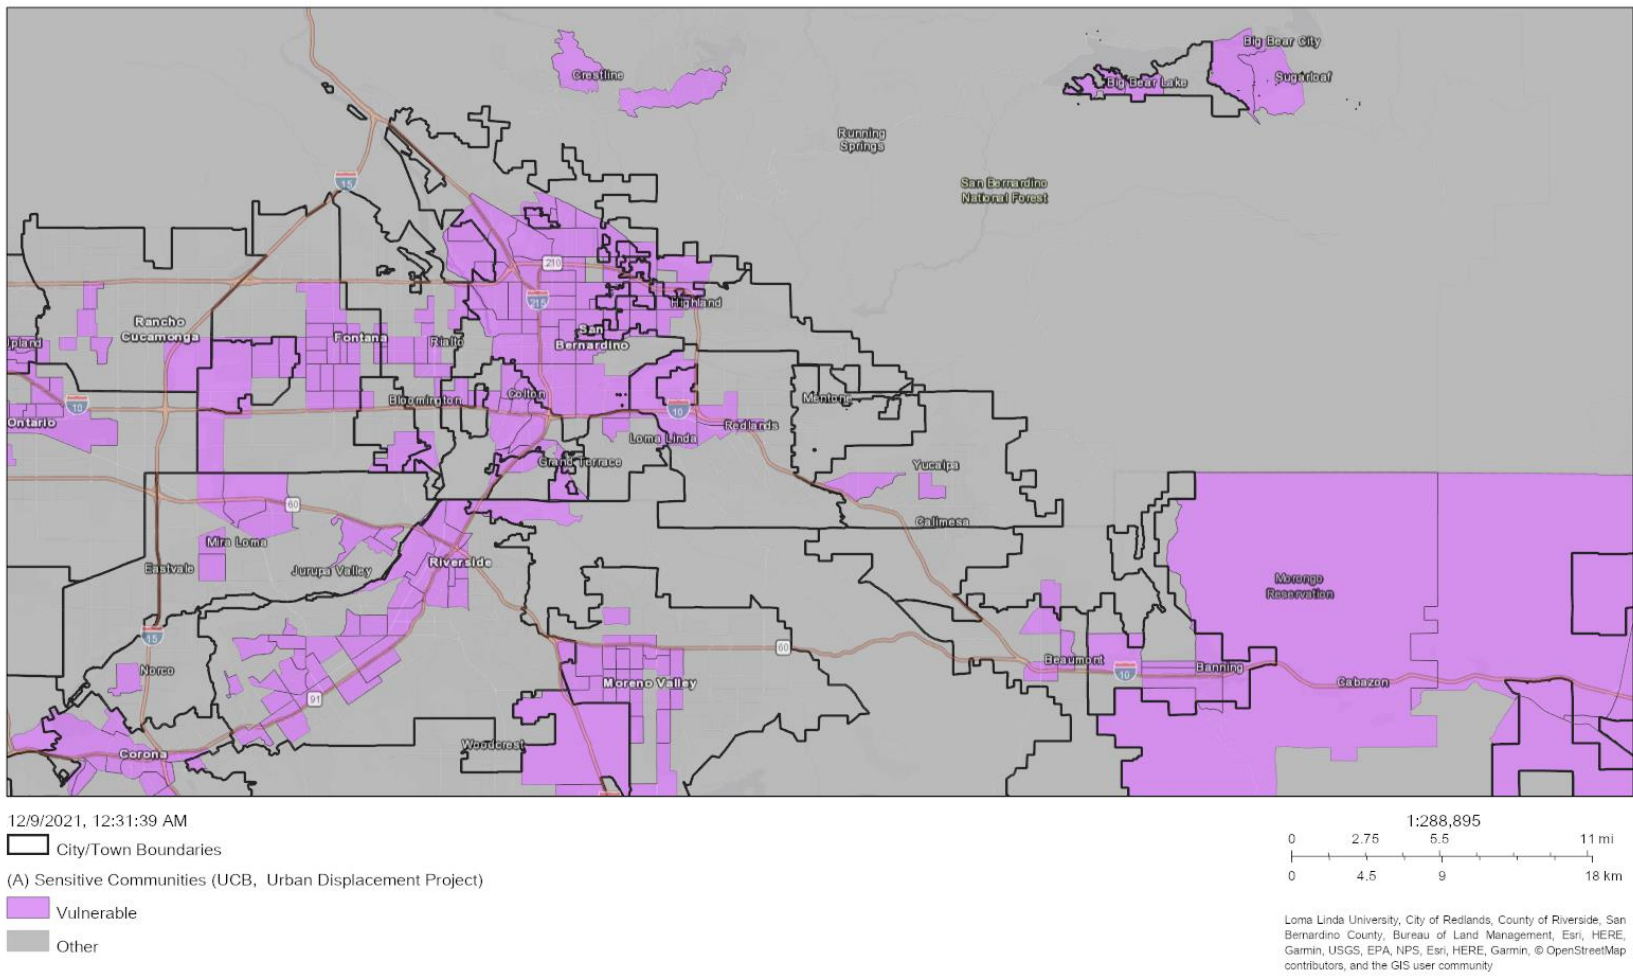 Big Bear City
Crestline
Big Bear Lake
Sugarloaf
Running
Springs
15
San Bernardino
National Forest
210
215
Highland
Rancho
Cucamonga
Fontana
Rialto
San
Bernardino
pland
10
Ontario
Bloomington
Colton
10
Mentone
Redlands
Loma Linda
Grand Terrace
Yucaipa
60
Calimesa
Mira Loma
Eastvale
Jurupa Valley
Riverside
Morongo
Reservation
15
60
Norco
Beaumont
10
Banning
Moreno Valley
Cabazon
91
Woodcrest
Corona
12/9/2021, 12:31:39 AM
City/Town Boundaries
(A) Sensitive Communities (UCB, Urban Displacement Project)
Vulnerable
Other
1:288,895
0 2.75 5.5 11 mi
0 4.5 9 18 km
Loma Linda University, City of Redlands, County of Riverside, San
Bernardino County, Bureau of Land Management, Esri, HERE,
Garmin, USGS, EPA, NPS, Esri, HERE, Garmin, © OpenStreetMap
contributors, and the GIS user community